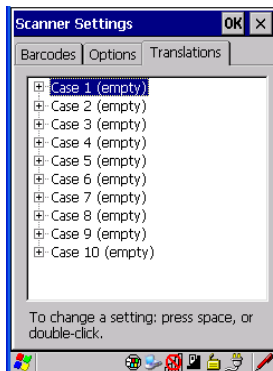 Scanner Settings OK ×
Barcodes Options Translations
Case 1 (empty)
Case 2 (empty)
Case 3 (empty)
Case 4 (empty)
Case 5 (empty)
Case 6 (empty)
Case 7 (empty)
Case 8 (empty)
Case 9 (empty)
Case 10 (empty)
To change a setting: press space, or
double-click.